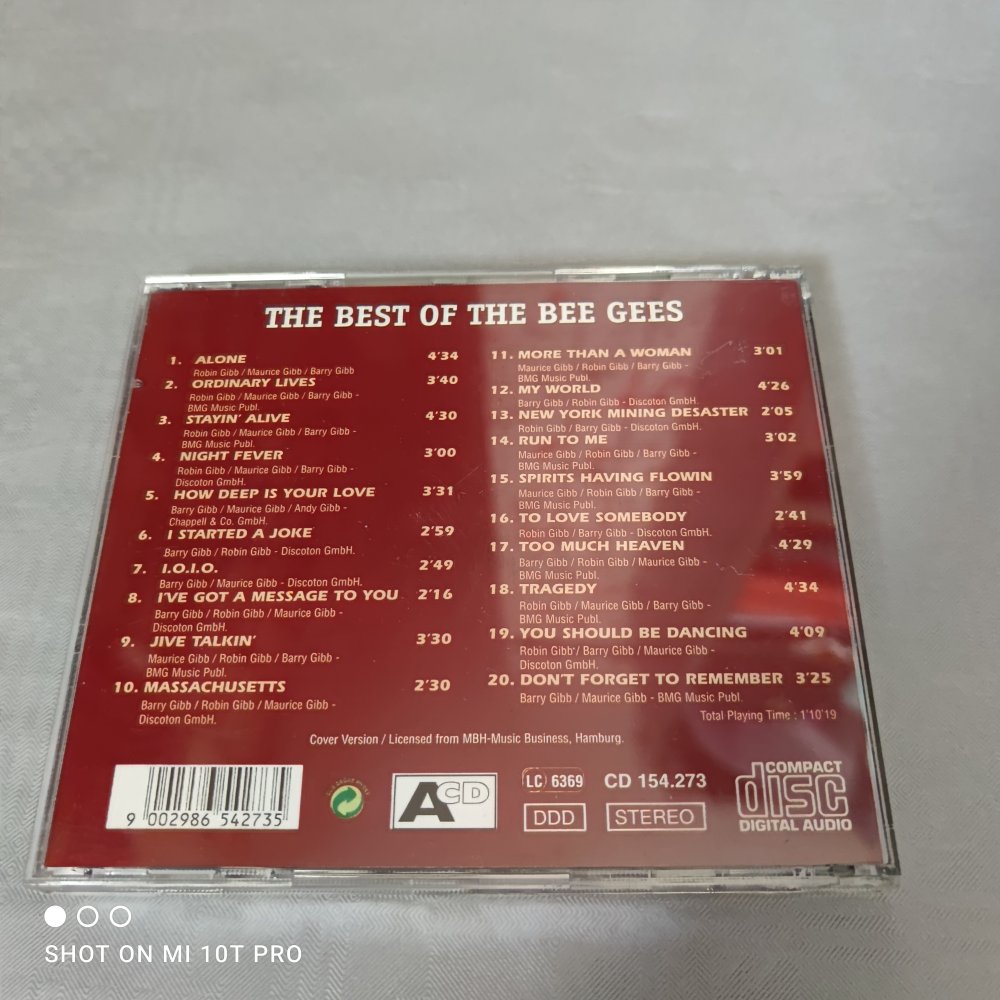 THE BEST OF THE BEE GEES
1. ALONE 4'34
Robin Gibb / Maurice Gibb / Barry Gibb
2. ORDINARY LIVES 3'40
Robin Gibb / Maurice Gibb / Barry Gibb -
BMG Music Publ.
3. STAYIN' ALIVE 4'30
Robin Gibb / Maurice Gibb / Barry Gibb -
BMG Music Publ.
4. NIGHT FEVER 3'00
Robin Gibb / Maurice Gibb / Barry Gibb -
Discoton GmbH.
5. HOW DEEP IS YOUR LOVE 3'31
Barry Gibb / Maurice Gibb / Andy Gibb -
Chappell & Co. GmbH.
6. I STARTED A JOKE 2'59
Barry Gibb / Robin Gibb - Discoton GmbH.
7. I.O.I.O. 2'49
Barry Gibb / Maurice Gibb - Discoton GmbH.
8. I'VE GOT A MESSAGE TO YOU 2'16
Barry Gibb / Robin Gibb / Maurice Gibb -
Discoton GmbH.
9. JIVE TALKIN' 3'30
Maurice Gibb / Robin Gibb / Barry Gibb -
BMG Music Publ.
10. MASSACHUSETTS 2'30
Barry Gibb / Robin Gibb / Maurice Gibb -
Discoton GmbH.
11. MORE THAN A WOMAN 3'01
Maurice Gibb / Robin Gibb / Barry Gibb -
BMG Music Publ.
12. MY WORLD 4'26
Barry Gibb / Robin Gibb - Discoton GmbH.
13. NEW YORK MINING DESASTER 2'05
Robin Gibb / Barry Gibb - Discoton GmbH.
14. RUN TO ME 3'02
Maurice Gibb / Robin Gibb / Barry Gibb -
BMG Music Publ.
15. SPIRITS HAVING FLOWIN 3'59
Maurice Gibb / Robin Gibb / Barry Gibb -
BMG Music Publ.
16. TO LOVE SOMEBODY 2'41
Robin Gibb / Barry Gibb - Discoton GmbH.
17. TOO MUCH HEAVEN 4'29
Barry Gibb / Robin Gibb / Maurice Gibb -
BMG Music Publ.
18. TRAGEDY 4'34
Robin Gibb / Maurice Gibb / Barry Gibb -
BMG Music Publ.
19. YOU SHOULD BE DANCING 4'09
Robin Gibb / Maurice Gibb / Barry Gibb -
Discoton GmbH.
20. DON'T FORGET TO REMEMBER 3'25
Barry Gibb / Maurice Gibb - BMG Music Publ.
Total Playing Time : 1'10'19
Cover Version / Licensed from MBH-Music Business, Hamburg.
9 002986 542735
ACD
LC 6369
CD 154.273
DDD
STEREO
COMPACT
disc
DIGITAL AUDIO
SHOT ON MI 10T PRO